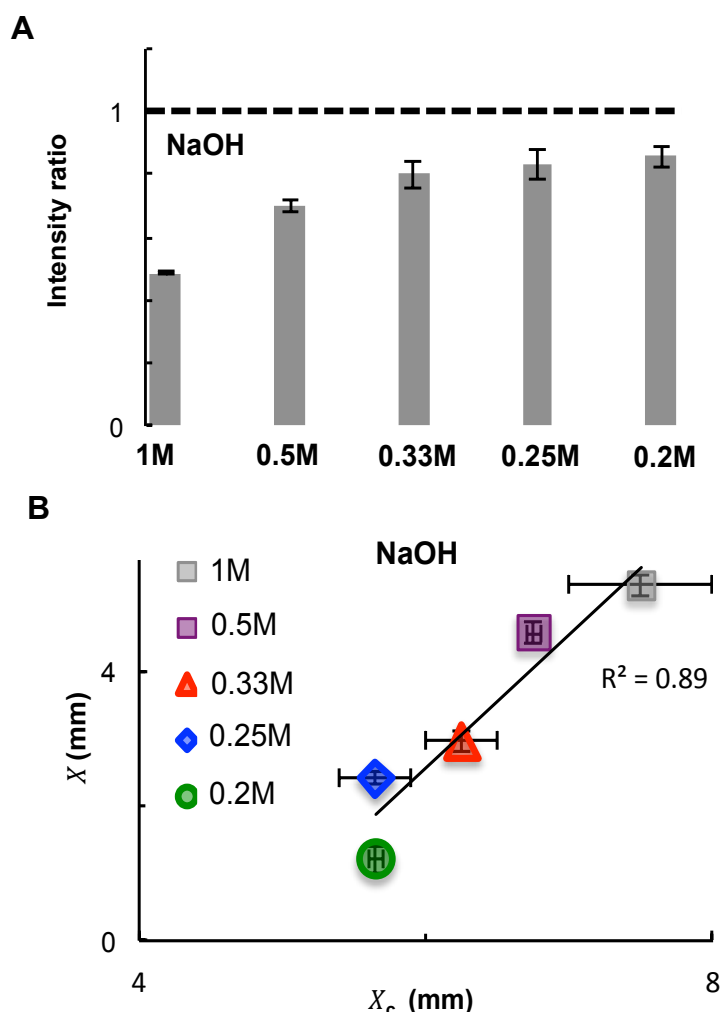 A
1
NaOH
Intensity ratio
0
1M 0.5M 0.33M 0.25M 0.2M
B
NaOH
1M
0.5M
0.33M
0.25M
0.2M
R² = 0.89
4
X (mm)
0
4 8
Xc (mm)